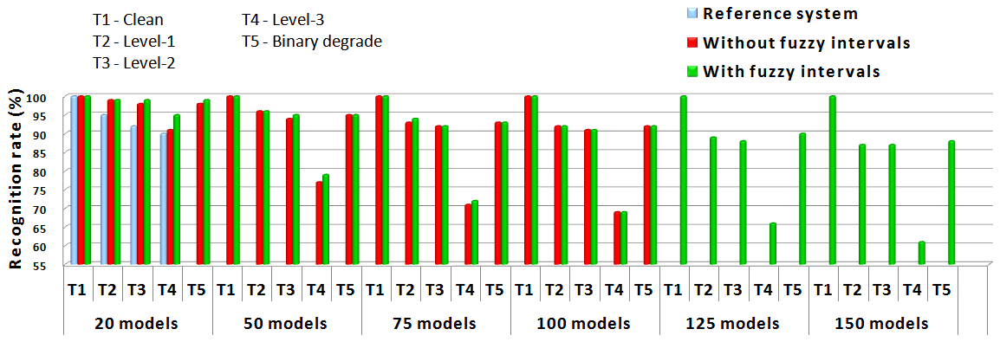 T1 - Clean
T2 - Level-1
T3 - Level-2
T4 - Level-3
T5 - Binary degrade
Reference system
Without fuzzy intervals
With fuzzy intervals
Recognition rate (%)
100
95
90
85
80
75
70
65
60
55
T1 T2 T3 T4 T5 T1 T2 T3 T4 T5 T1 T2 T3 T4 T5 T1 T2 T3 T4 T5 T1 T2 T3 T4 T5 T1 T2 T3 T4 T5
20 models 50 models 75 models 100 models 125 models 150 models